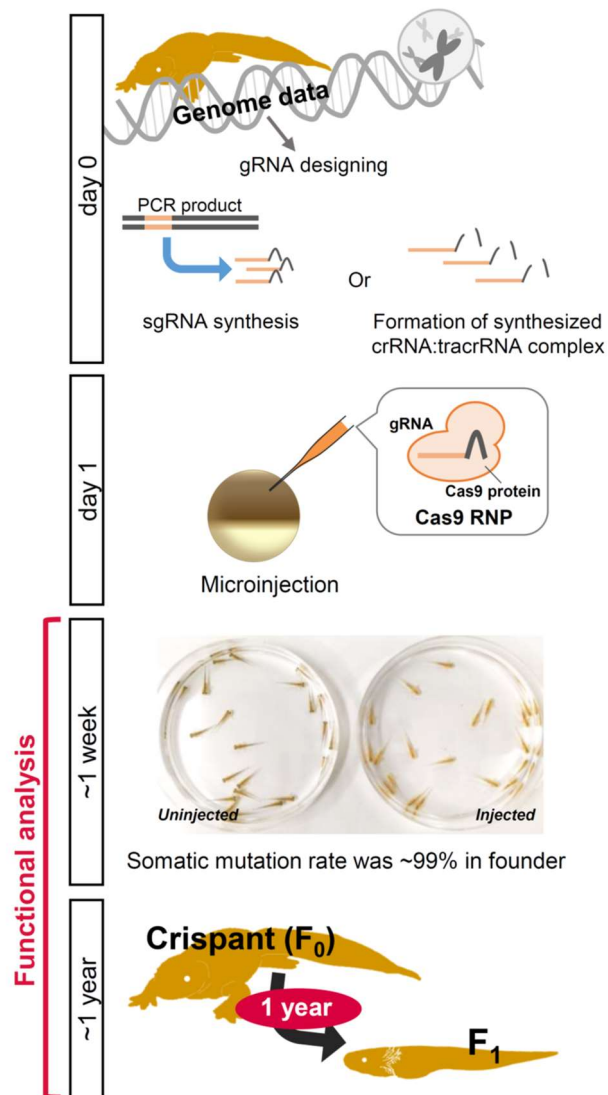 day 0
Genome data
gRNA designing
PCR product
sgRNA synthesis
Or
Formation of synthesized
crRNA:tracrRNA complex
day 1
gRNA
Cas9 protein
Cas9 RNP
Microinjection
Functional analysis
~1 week
Uninjected
Injected
Somatic mutation rate was ~99% in founder
~1 year
Crispant (F0)
1 year
F1